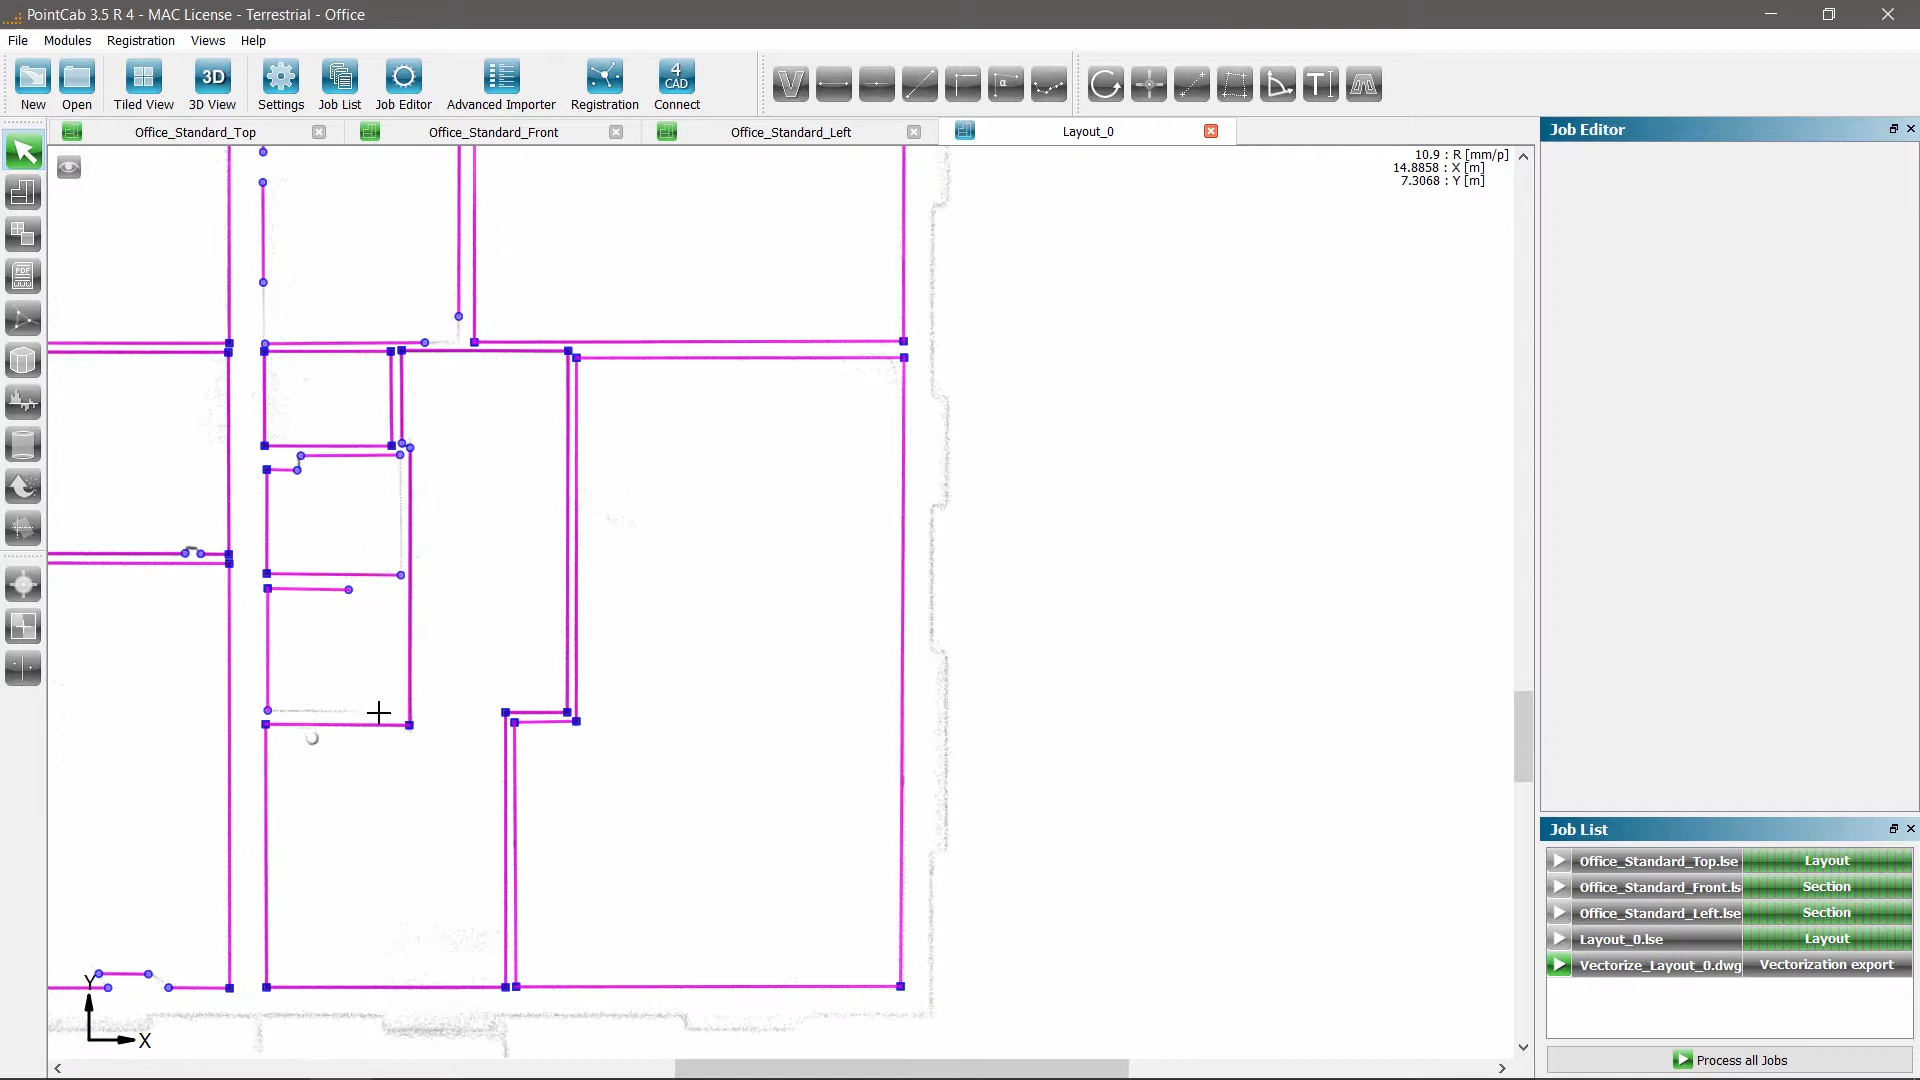 PointCab 3.5 R 4 - MAC License - Terrestrial - Office
File Modules Registration Views Help
3D 4 CAD V α T
New Open Tiled View 3D View Settings Job List Job Editor Advanced Importer Registration Connect
Office_Standard_Top Office_Standard_Front Office_Standard_Left Layout_0
Job Editor
10.9 : R [mm/p]
14.8858 : X [m]
7.3068 : Y [m]
PDF
Job List
Office_Standard_Top.lse Layout
Office_Standard_Front.ls Section
Office_Standard_Left.lse Section
Layout_0.lse Layout
Vectorize_Layout_0.dwg Vectorization export
Y
X
Process all Jobs